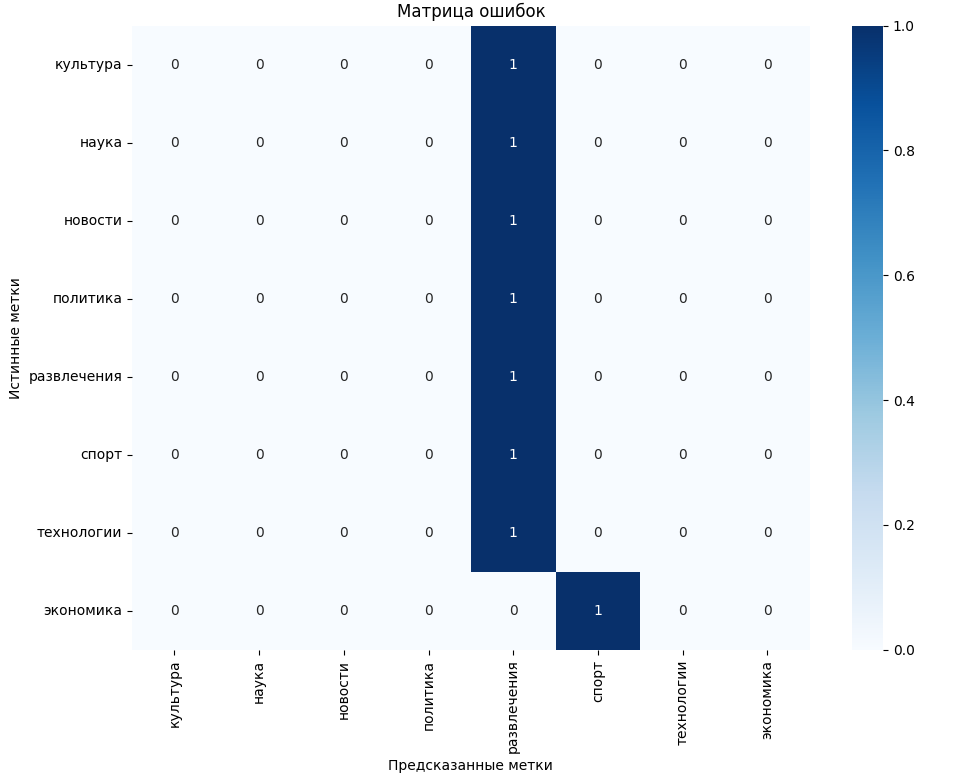 Матрица ошибок
Истинные метки
культура 0 0 0 0 1 0 0 0
наука 0 0 0 0 1 0 0 0
новости 0 0 0 0 1 0 0 0
политика 0 0 0 0 1 0 0 0
развлечения 0 0 0 0 1 0 0 0
спорт 0 0 0 0 1 0 0 0
технологии 0 0 0 0 1 0 0 0
экономика 0 0 0 0 0 1 0 0
культура наука новости политика развлечения спорт технологии экономика
Предсказанные метки
1.0
0.8
0.6
0.4
0.2
0.0